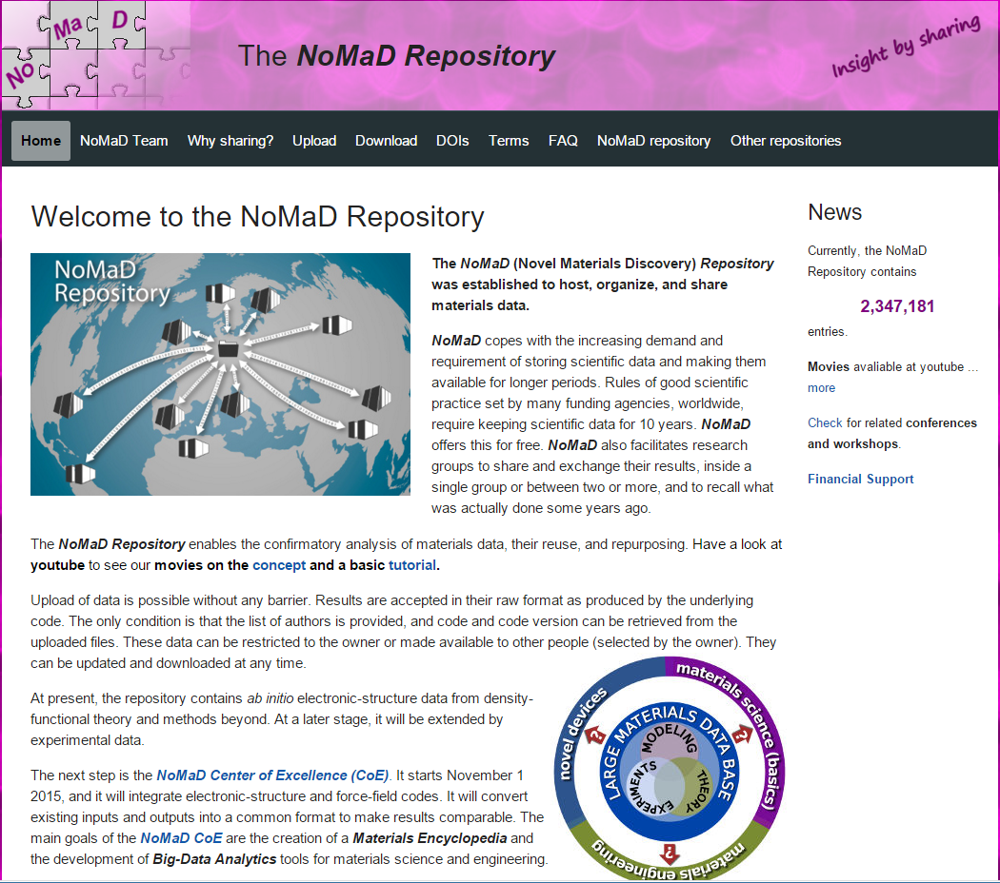 No Ma D
The NoMaD Repository
Insight by sharing
Home NoMaD Team Why sharing? Upload Download DOIs Terms FAQ NoMaD repository Other repositories
Welcome to the NoMaD Repository
NoMaD
Repository
The NoMaD (Novel Materials Discovery) Repository
was established to host, organize, and share
materials data.
NoMaD copes with the increasing demand and
requirement of storing scientific data and making them
available for longer periods. Rules of good scientific
practice set by many funding agencies, worldwide,
require keeping scientific data for 10 years. NoMaD
offers this for free. NoMaD also facilitates research
groups to share and exchange their results, inside a
single group or between two or more, and to recall what
was actually done some years ago.
The NoMaD Repository enables the confirmatory analysis of materials data, their reuse, and repurposing. Have a look at
youtube to see our movies on the concept and a basic tutorial.
Upload of data is possible without any barrier. Results are accepted in their raw format as produced by the underlying
code. The only condition is that the list of authors is provided, and code and code version can be retrieved from the
uploaded files. These data can be restricted to the owner or made available to other people (selected by the owner). They
can be updated and downloaded at any time.
At present, the repository contains ab initio electronic-structure data from density-
functional theory and methods beyond. At a later stage, it will be extended by
experimental data.
The next step is the NoMaD Center of Excellence (CoE). It starts November 1
2015, and it will integrate electronic-structure and force-field codes. It will convert
existing inputs and outputs into a common format to make results comparable. The
main goals of the NoMaD CoE are the creation of a Materials Encyclopedia and
the development of Big-Data Analytics tools for materials science and engineering.
novel devices
materials science (basics)
materials engineering
LARGE MATERIALS DATA BASE
MODELING
EXPERIMENTS
THEORY
?
?
?
News
Currently, the NoMaD
Repository contains
2,347,181
entries.
Movies avaliable at youtube ...
more
Check for related conferences
and workshops.
Financial Support